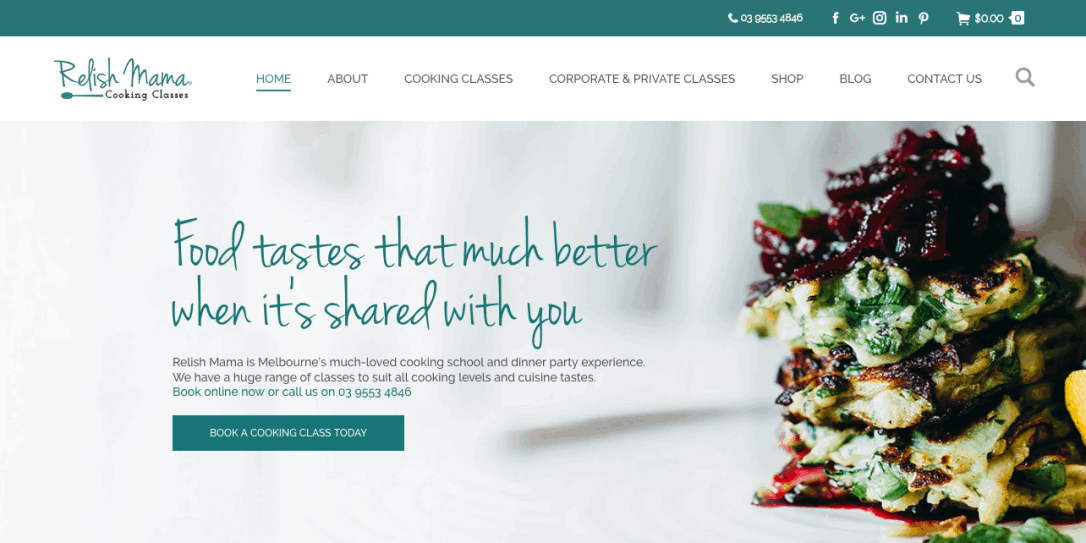 03 9553 4846
f G+ in
$0.00 0
Relish Mama
Cooking Classes
HOME ABOUT COOKING CLASSES CORPORATE & PRIVATE CLASSES SHOP BLOG CONTACT US
Food tastes that much better
when it's shared with you
Relish Mama is Melbourne's much-loved cooking school and dinner party experience.
We have a huge range of classes to suit all cooking levels and cuisine tastes.
Book online now or call us on 03 9553 4846
BOOK A COOKING CLASS TODAY